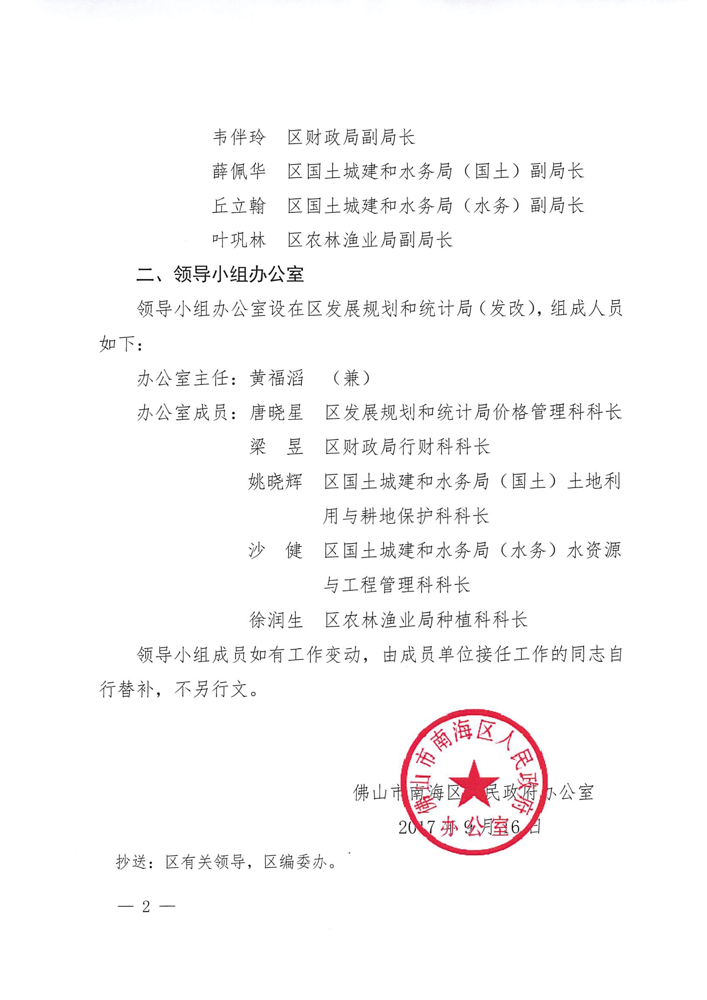 韦伴玲　区财政局副局长
薛佩华　区国土城建和水务局（国土）副局长
丘立翰　区国土城建和水务局（水务）副局长
叶巩林　区农林渔业局副局长
二、领导小组办公室
领导小组办公室设在区发展规划和统计局（发改），组成人员
如下：
办公室主任：黄福滔　（兼）
办公室成员：唐晓星　区发展规划和统计局价格管理科科长
梁　昱　区财政局行财科科长
姚晓辉　区国土城建和水务局（国土）土地利
用与耕地保护科科长
沙　健　区国土城建和水务局（水务）水资源
与工程管理科科长
徐润生　区农林渔业局种植科科长
领导小组成员如有工作变动，由成员单位接任工作的同志自
行替补，不另行文。
佛山市南海区人民政府
办公室
佛山市南海区人民政府办公室
2017年9月16日
抄送：区有关领导，区编委办。
— 2 —